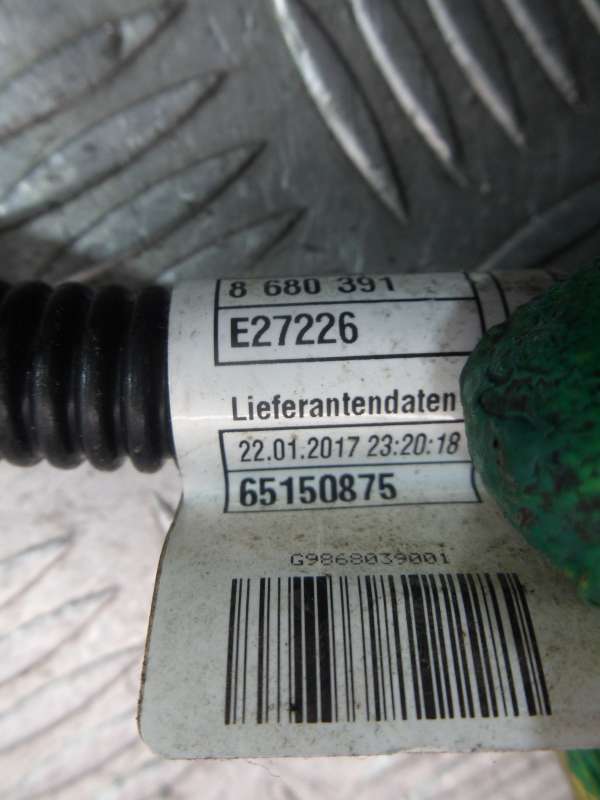 8 680 391
E27226
Lieferantendaten
22.01.2017 23:20:18
65150875
G9868039001